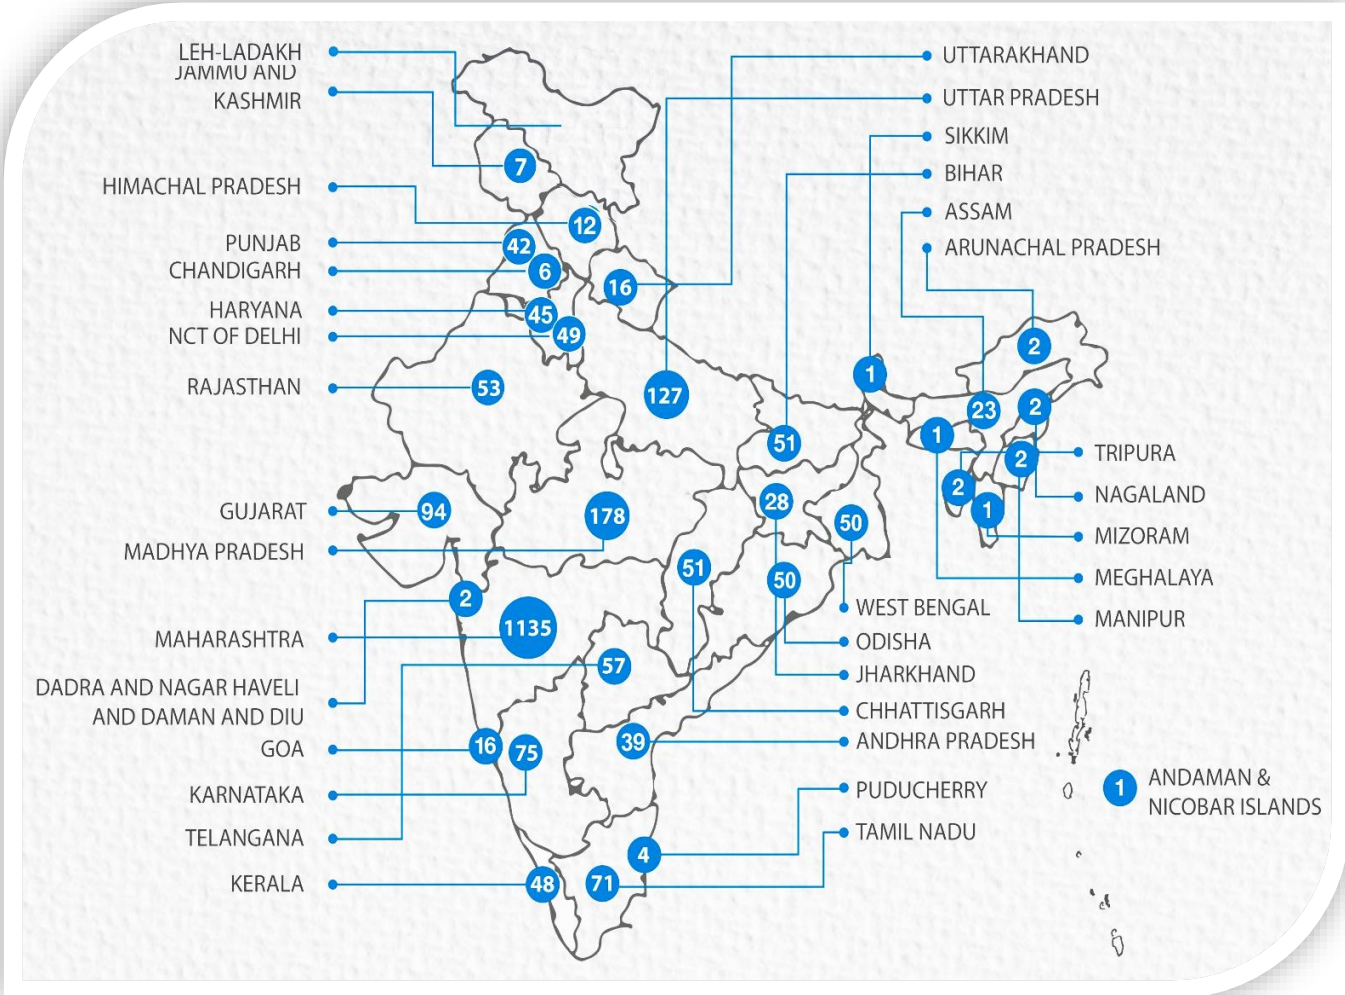 LEH-LADAKH
JAMMU AND
KASHMIR
HIMACHAL PRADESH
PUNJAB
CHANDIGARH
HARYANA
NCT OF DELHI
RAJASTHAN
GUJARAT
MADHYA PRADESH
MAHARASHTRA
DADRA AND NAGAR HAVELI
AND DAMAN AND DIU
GOA
KARNATAKA
TELANGANA
KERALA
7
12
42
6
16
45
49
53
127
51
94
178
28
50
51
50
2
1135
57
16
75
39
4
48
71
1
2
23
2
1
2
2
1
UTTARAKHAND
UTTAR PRADESH
SIKKIM
BIHAR
ASSAM
ARUNACHAL PRADESH
TRIPURA
NAGALAND
MIZORAM
MEGHALAYA
MANIPUR
WEST BENGAL
ODISHA
JHARKHAND
CHHATTISGARH
ANDHRA PRADESH
PUDUCHERRY
TAMIL NADU
1
ANDAMAN &
NICOBAR ISLANDS